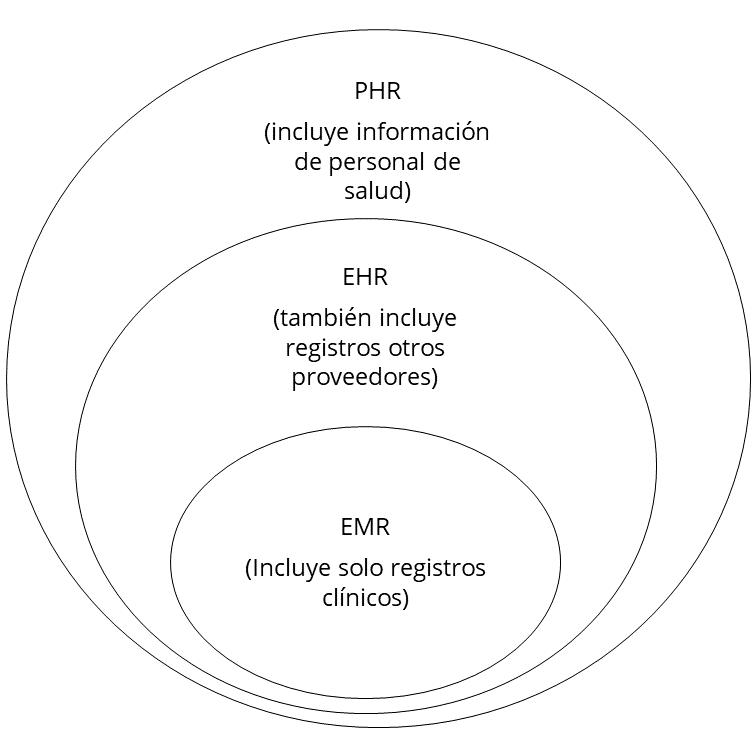 PHR
(incluye información
de personal de
salud)
EHR
(también incluye
registros otros
proveedores)
EMR
(Incluye solo registros
clínicos)